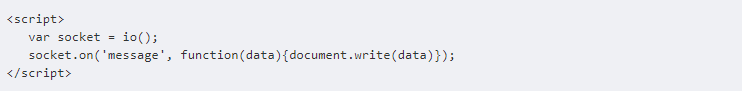 <script>
   var socket = io();
   socket.on('message', function(data){document.write(data)});
</script>